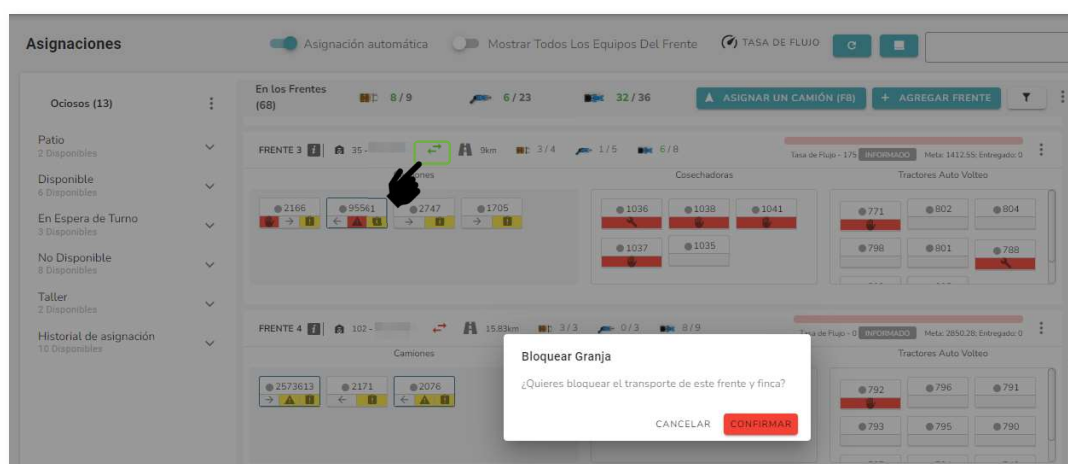 Asignaciones
Asignación automática
Mostrar Todos Los Equipos Del Frente
TASA DE FLUJO
Ociosos (13)
En los Frentes
(68)
8/9
6/23
32/36
ASIGNAR UN CAMIÓN (F8)
+ AGREGAR FRENTE
Patio
2 Disponibles
Disponible
6 Disponibles
En Espera de Turno
3 Disponibles
No Disponible
8 Disponibles
Taller
2 Disponibles
Historial de asignación
10 Disponibles
FRENTE 3
35 -
9km
3/4
1/5
6/8
Tasa de Flujo - 175
INFORMADO
Meta: 1412.55; Entregado: 0
Cosechadoras
Tractores Auto Volteo
2166
95561
2747
1705
1036
1038
1041
1037
1035
771
802
804
798
801
788
FRENTE 4
102 -
15.83km
3/3
0/3
8/9
Tasa de Flujo - 0
INFORMADO
Meta: 2850.28; Entregado: 0
Camiones
Tractores Auto Volteo
2573613
2171
2076
792
796
791
793
795
790
Bloquear Granja
¿Quieres bloquear el transporte de este frente y finca?
CANCELAR
CONFIRMAR